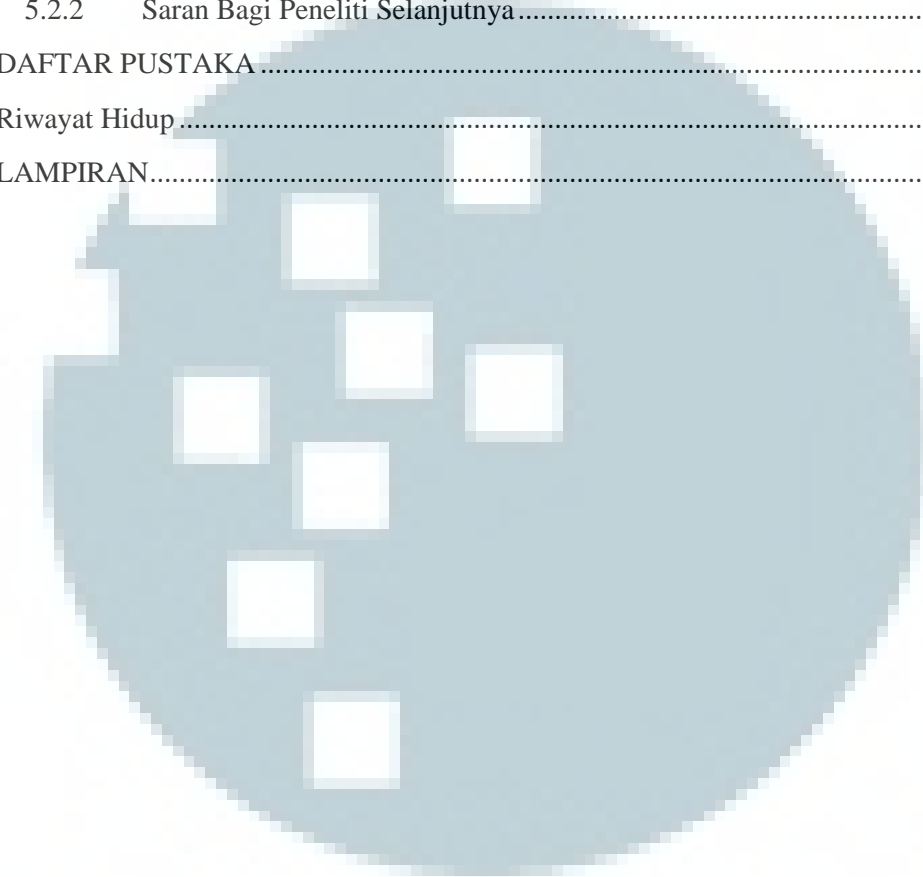 5.2.2 Saran Bagi Peneliti Selanjutnya........................................................
DAFTAR PUSTAKA........................................................................................
Riwayat Hidup................................................................................................
LAMPIRAN....................................................................................................